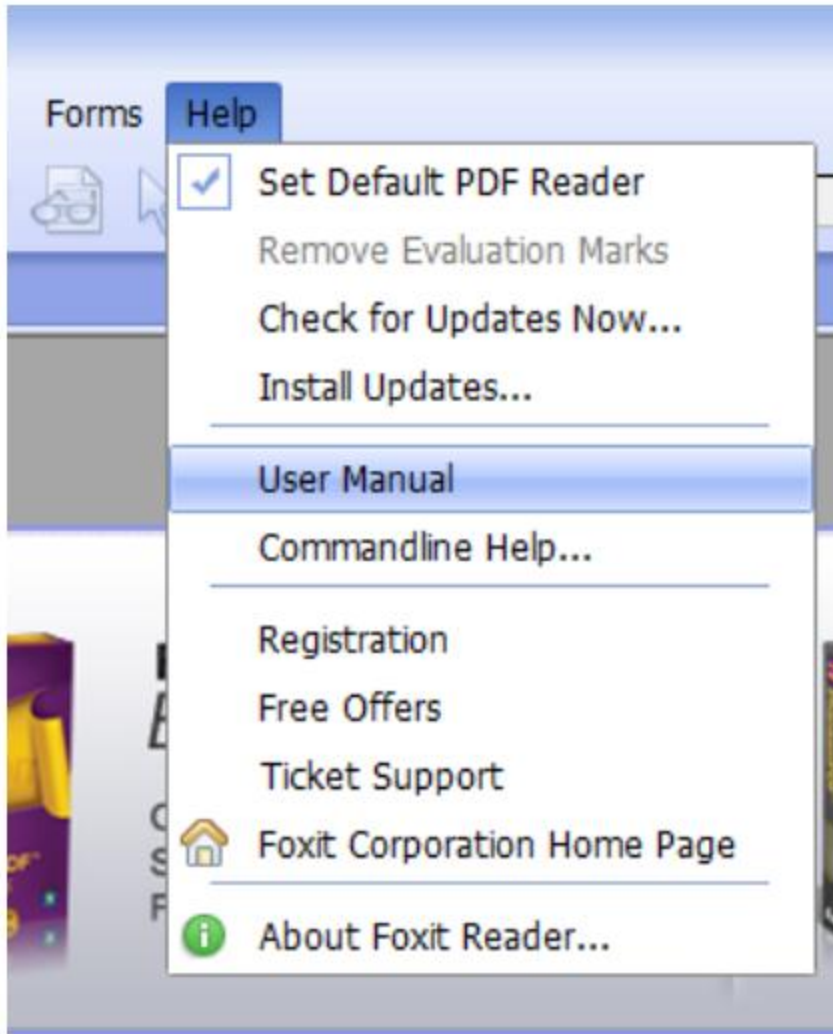 Forms Help
Set Default PDF Reader
Remove Evaluation Marks
Check for Updates Now...
Install Updates...
User Manual
Commandline Help...
Registration
Free Offers
Ticket Support
Foxit Corporation Home Page
About Foxit Reader...